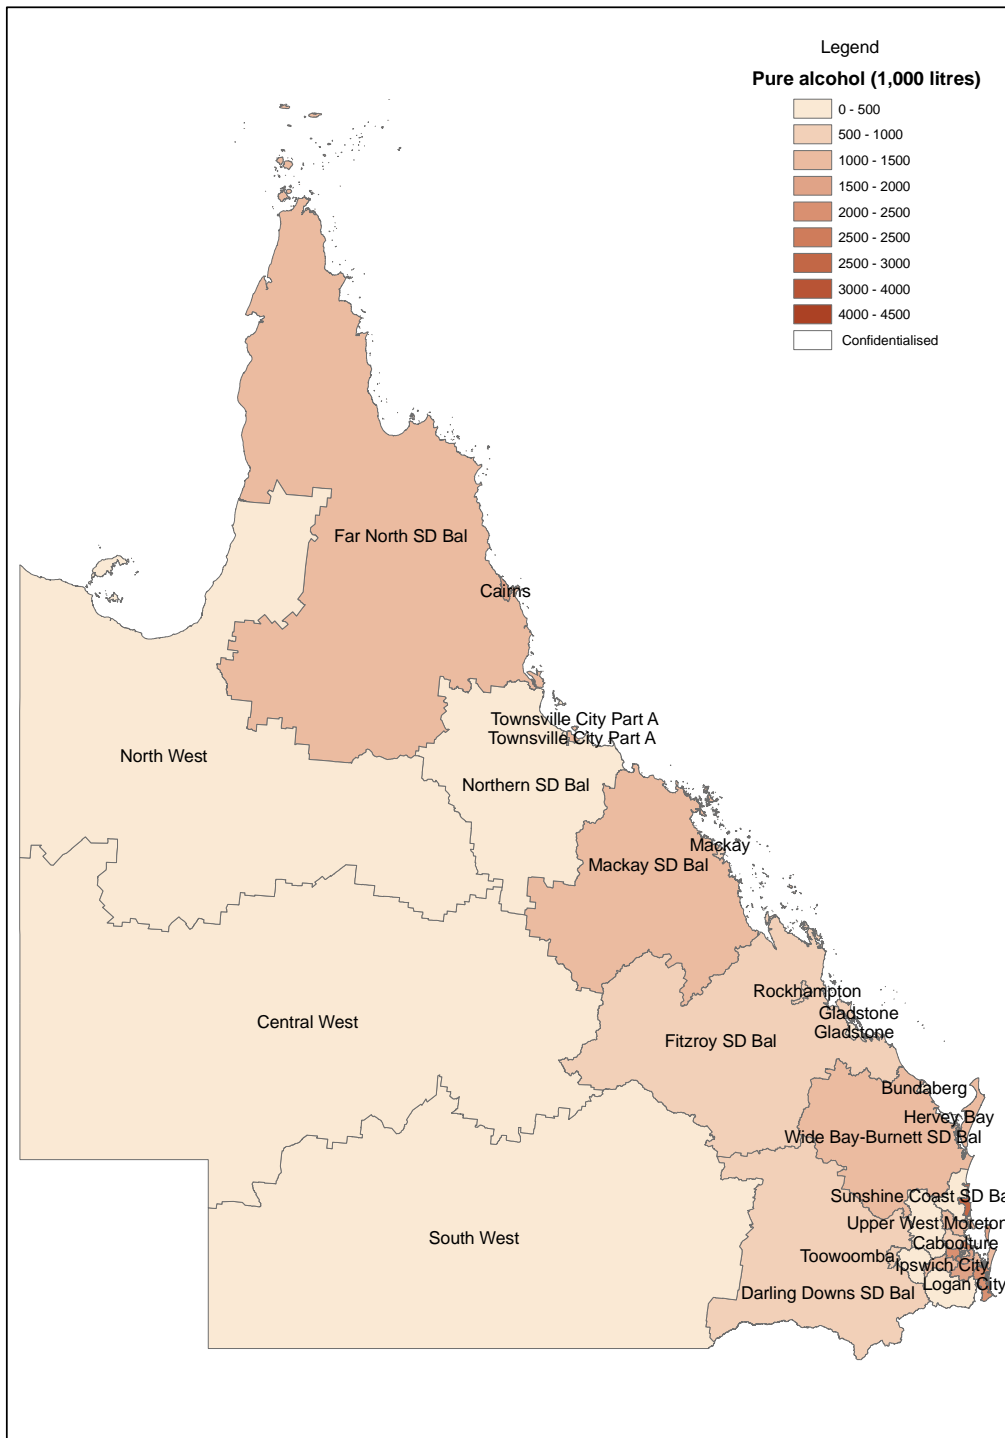 Legend
Pure alcohol (1,000 litres)
0 - 500
500 - 1000
1000 - 1500
1500 - 2000
2000 - 2500
2500 - 2500
2500 - 3000
3000 - 4000
4000 - 4500
Confidentialised
Far North SD Bal
Cairns
Townsville City Part A
Townsville City Part A
North West
Northern SD Bal
Mackay
Mackay SD Bal
Rockhampton
Gladstone
Central West
Gladstone
Fitzroy SD Bal
Bundaberg
Hervey Bay
Wide Bay-Burnett SD Bal
Sunshine Coast SD Ba
Upper West Moreton
South West
Caboolture
Toowoomba
Ipswich City
Logan City
Darling Downs SD Bal